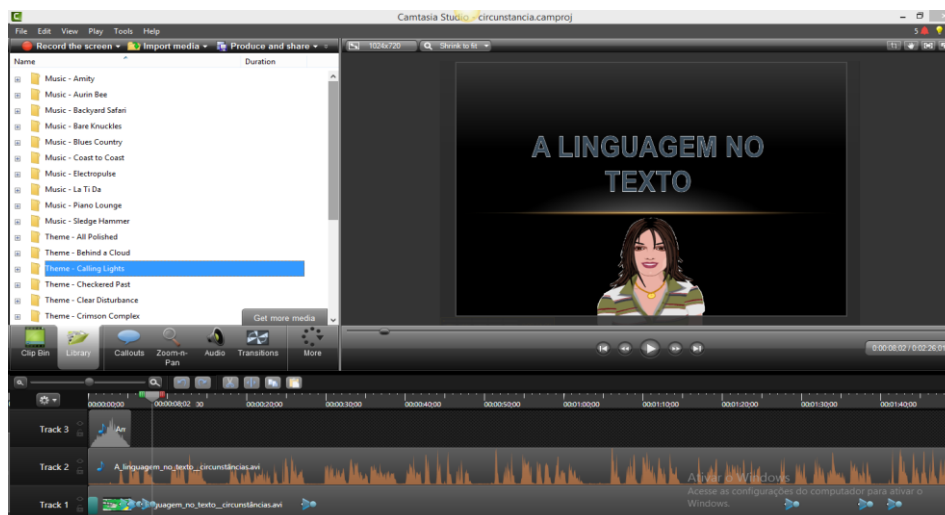 Camtasia Studio - circunstancia.camproj
File Edit View Play Tools Help
5
Record the screen Import media Produce and share
1024x720 Shrink to fit
Name Duration
Music - Amity
Music - Aurin Bee
Music - Backyard Safari
Music - Bare Knuckles
Music - Blues Country
Music - Coast to Coast
Music - Electropulse
Music - La Ti Da
Music - Piano Lounge
Music - Sledge Hammer
Theme - All Polished
Theme - Behind a Cloud
Theme - Calling Lights
Theme - Checkered Past
Theme - Clear Disturbance
Theme - Crimson Complex
Get more media
A LINGUAGEM NO
TEXTO
Clip Bin Library Callouts Zoom-n-Pan Audio Transitions More
0:00:08;02 / 0:02:26;01
00:00:00;00 00:00:08;02 00:00:20;00 00:00:30;00 00:00:40;00 00:00:50;00 00:01:00;00 00:01:10;00 00:01:20;00 00:01:30;00 00:01:40;00
Track 3
Track 2 A_linguagem_no_texto__circunstâncias.avi
Ativar o Windows
Acesse as configurações do computador para ativar o
Windows.
Track 1 guagem_no_texto__circunstâncias.avi